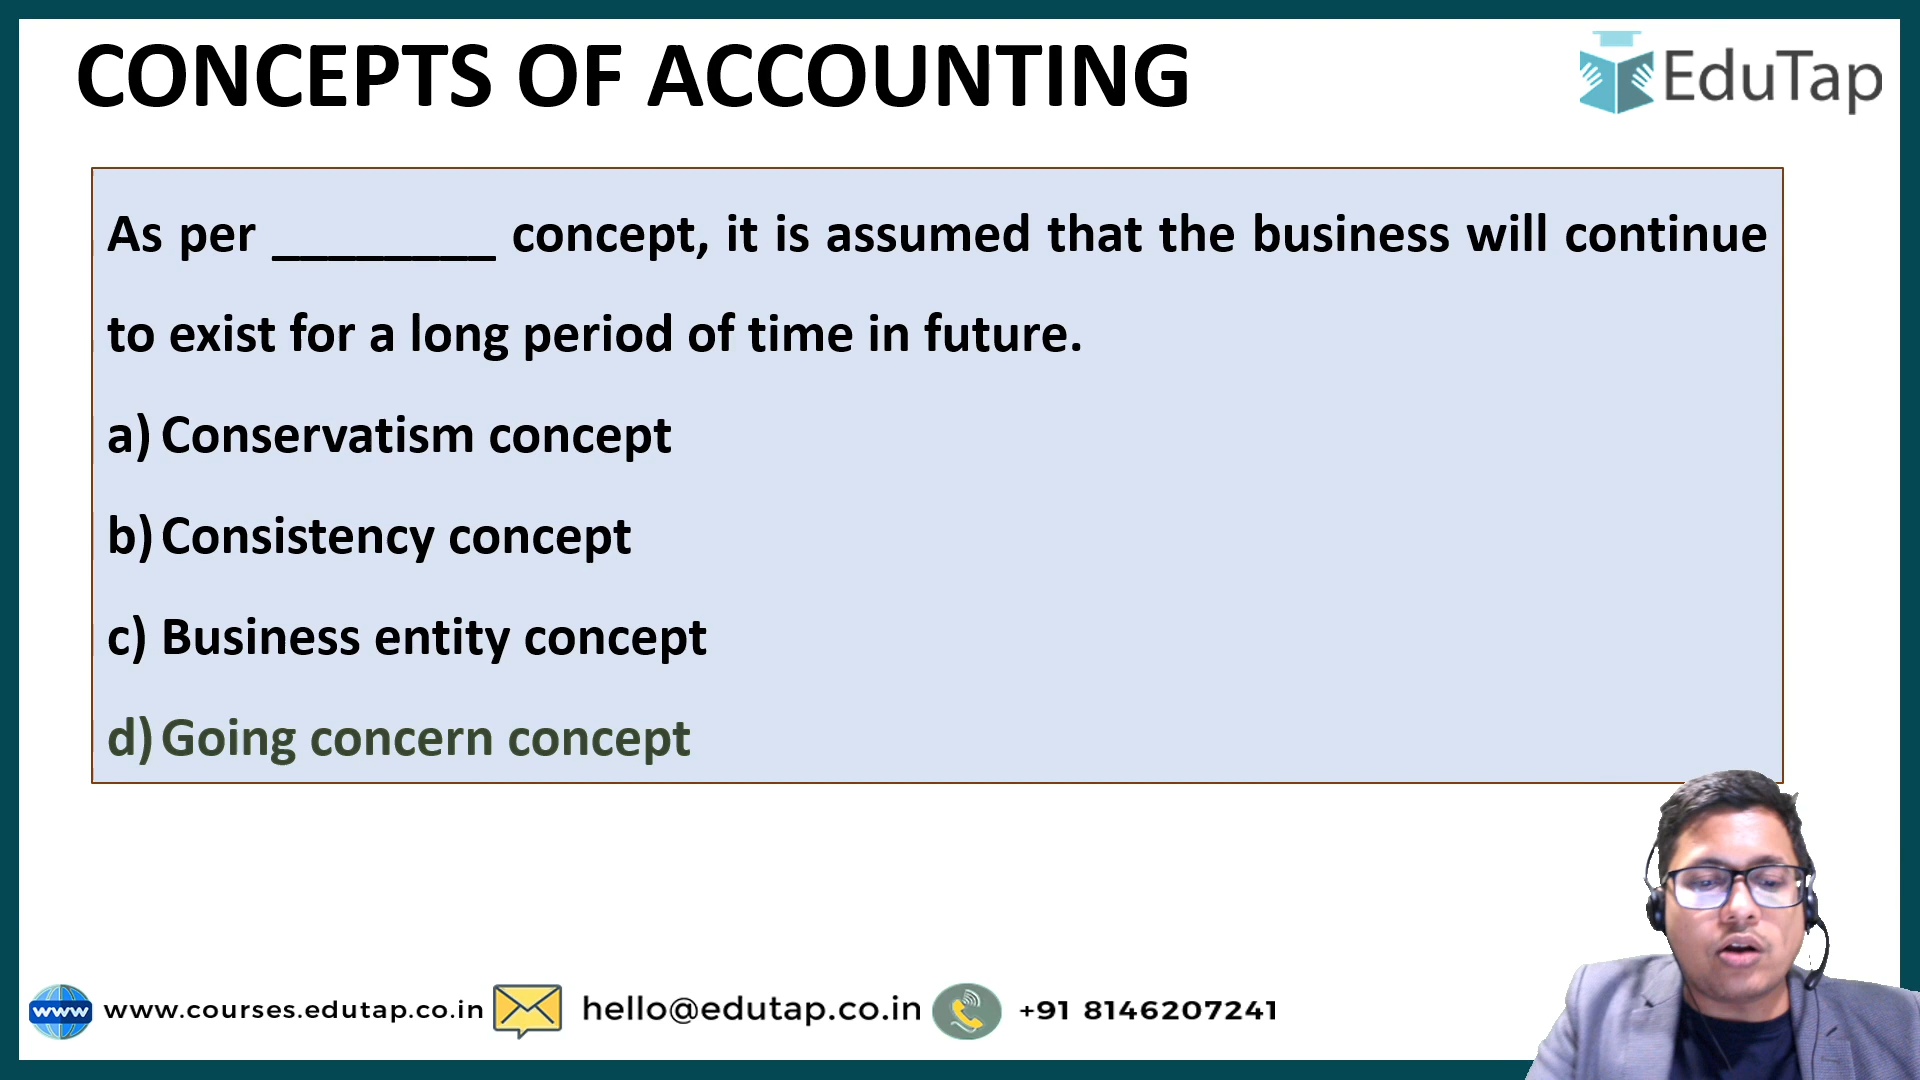 CONCEPTS OF ACCOUNTING
EduTap
As per ________ concept, it is assumed that the business will continue
to exist for a long period of time in future.
a) Conservatism concept
b) Consistency concept
c) Business entity concept
d) Going concern concept
www www.courses.edutap.co.in hello@edutap.co.in +91 8146207241